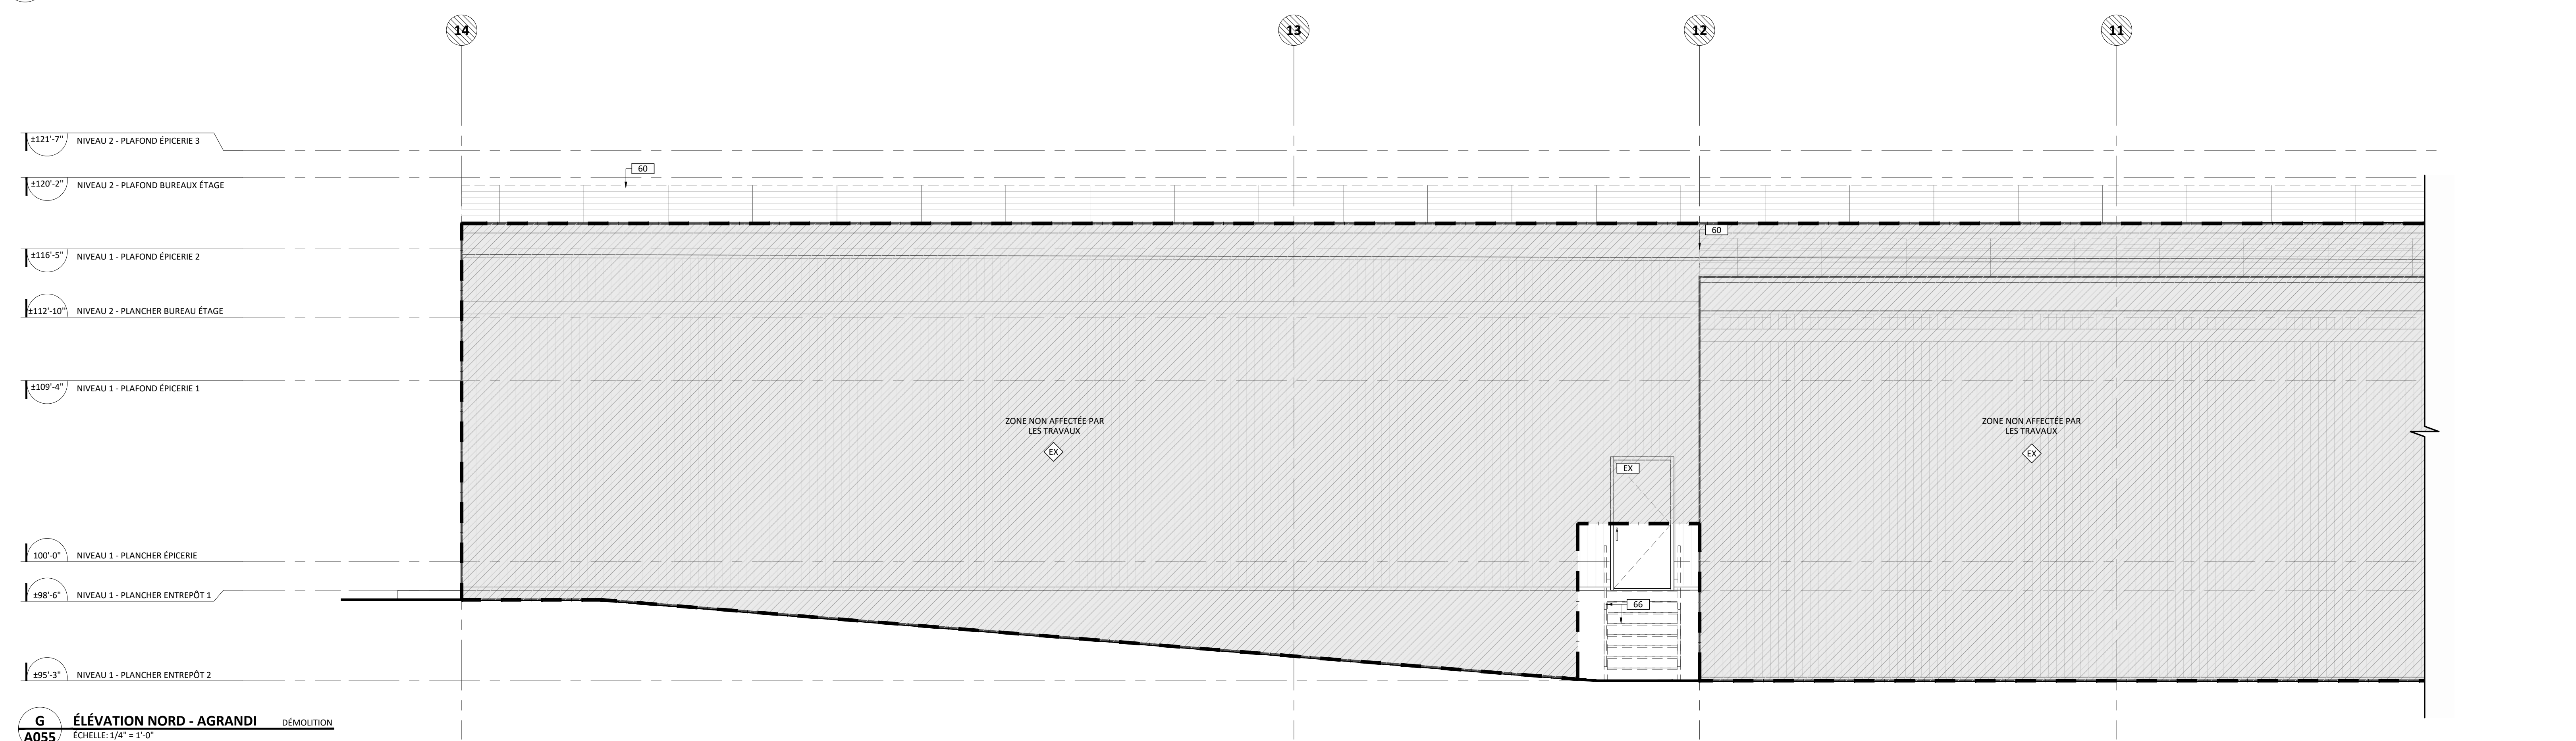 14
13
12
11
±121'-7"
NIVEAU 2 - PLAFOND ÉPICERIE 3
60
±120'-2"
NIVEAU 2 - PLAFOND BUREAUX ÉTAGE
60
±116'-5"
NIVEAU 1 - PLAFOND ÉPICERIE 2
±112'-10"
NIVEAU 2 - PLANCHER BUREAU ÉTAGE
±109'-4"
NIVEAU 1 - PLAFOND ÉPICERIE 1
ZONE NON AFFECTÉE PAR
LES TRAVAUX
EX
ZONE NON AFFECTÉE PAR
LES TRAVAUX
EX
EX
100'-0"
NIVEAU 1 - PLANCHER ÉPICERIE
±98'-6"
NIVEAU 1 - PLANCHER ENTREPÔT 1
66
±95'-3"
NIVEAU 1 - PLANCHER ENTREPÔT 2
G
A055
ÉLÉVATION NORD - AGRANDI
DÉMOLITION
ÉCHELLE: 1/4" = 1'-0"